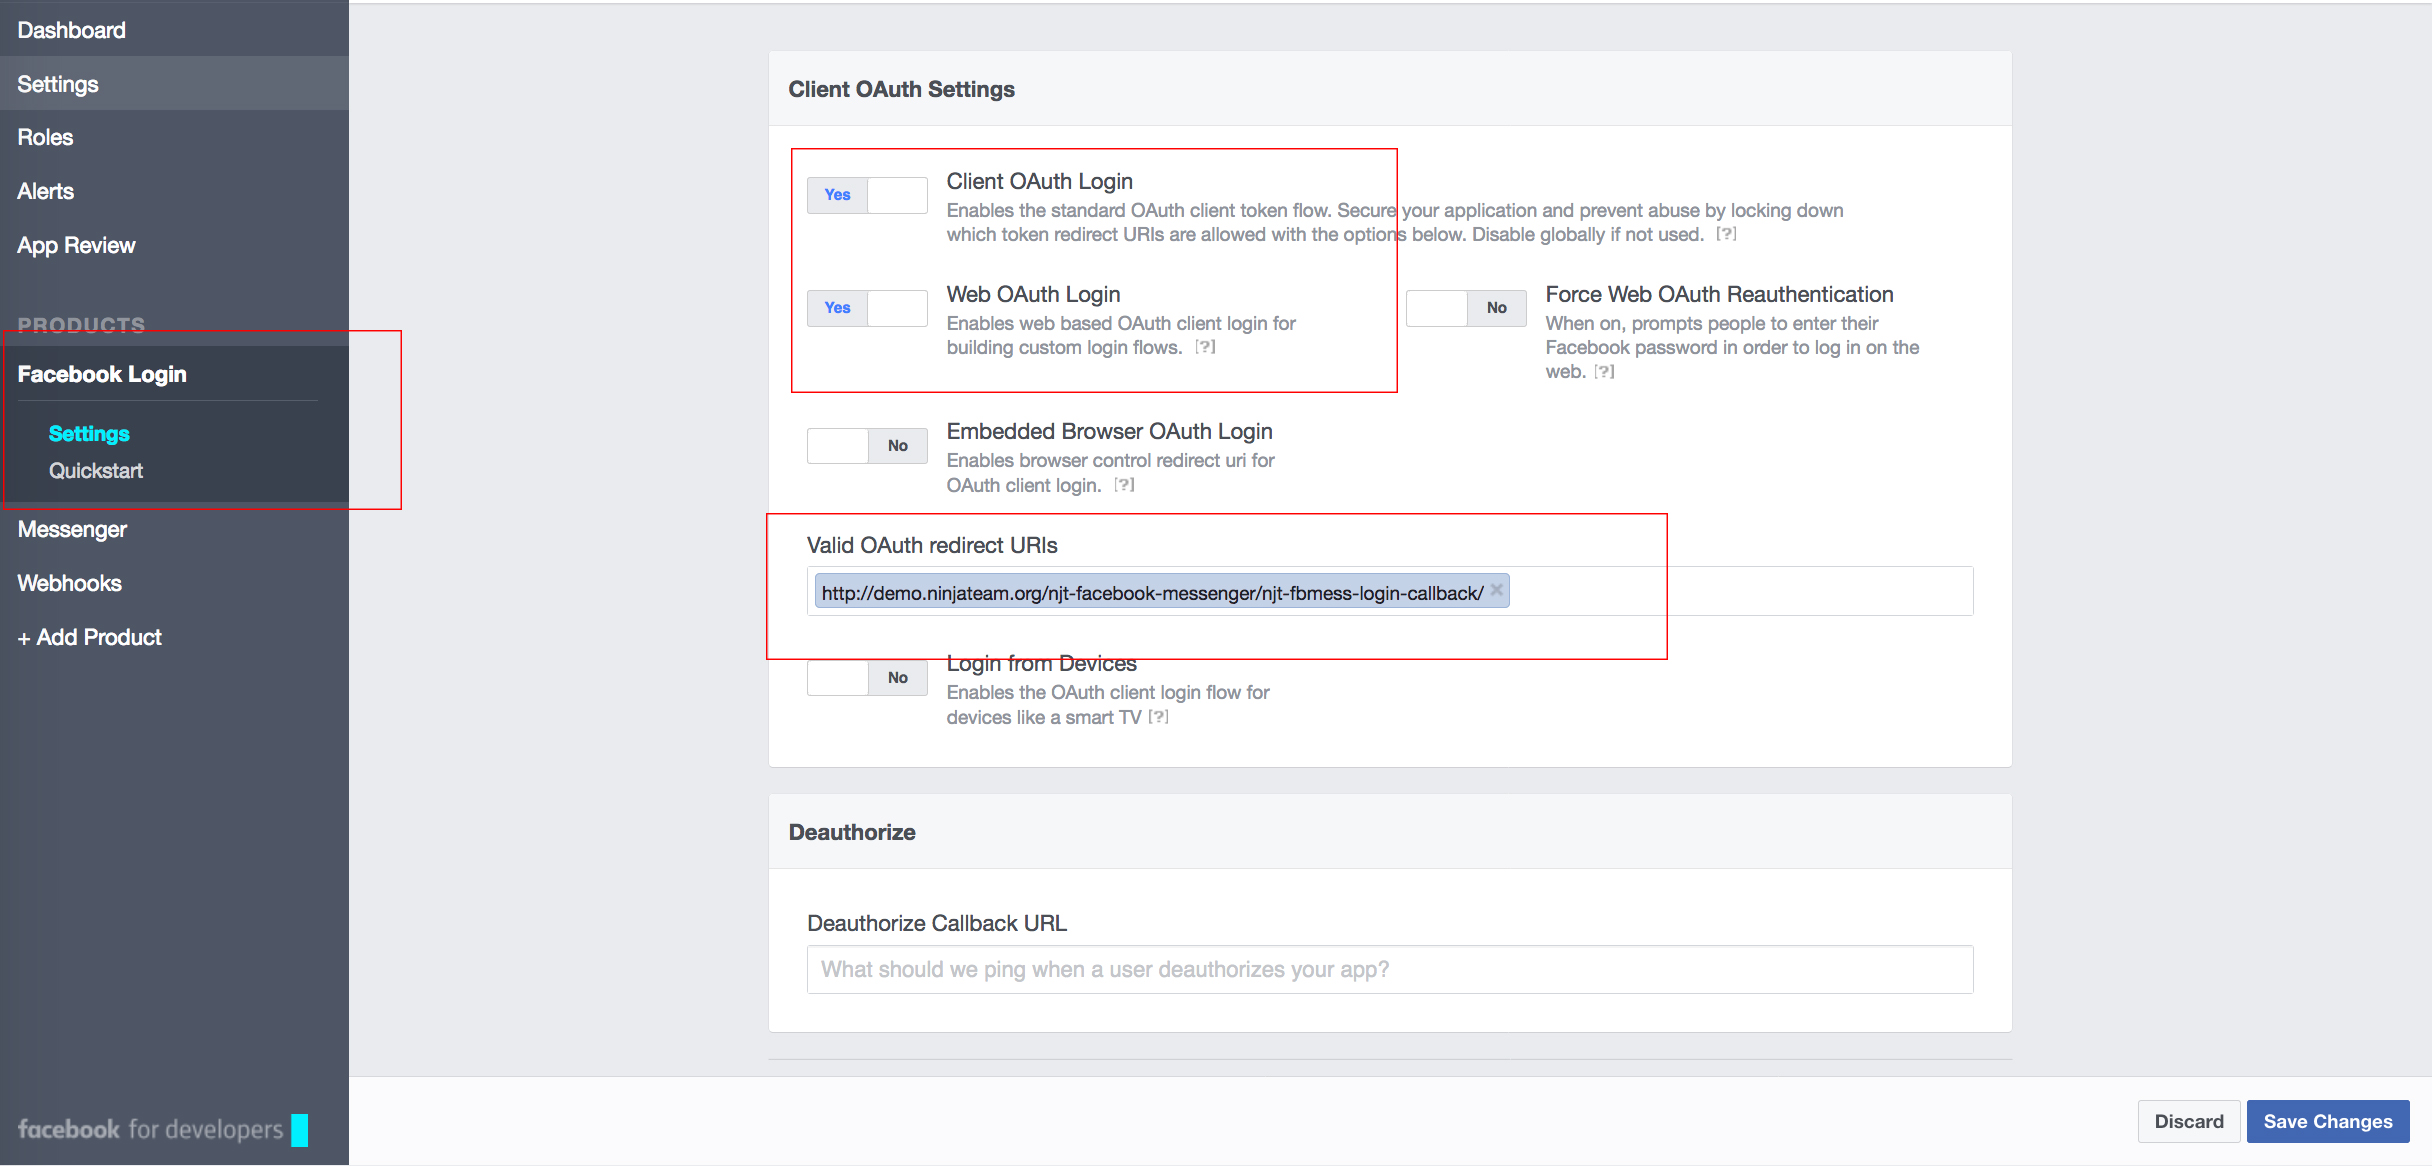 Dashboard
Settings
Roles
Alerts
App Review
PRODUCTS
Facebook Login
Settings
Quickstart
Messenger
Webhooks
+ Add Product
facebook for developers
Client OAuth Settings
Yes
Client OAuth Login
Enables the standard OAuth client token flow. Secure your application and prevent abuse by locking down
which token redirect URIs are allowed with the options below. Disable globally if not used. [?]
Yes
Web OAuth Login
Enables web based OAuth client login for
building custom login flows. [?]
No
Force Web OAuth Reauthentication
When on, prompts people to enter their
Facebook password in order to log in on the
web. [?]
No
Embedded Browser OAuth Login
Enables browser control redirect uri for
OAuth client login. [?]
Valid OAuth redirect URIs
http://demo.ninjateam.org/njt-facebook-messenger/njt-fbmess-login-callback/
No
Login from Devices
Enables the OAuth client login flow for
devices like a smart TV [?]
Deauthorize
Deauthorize Callback URL
What should we ping when a user deauthorizes your app?
Discard
Save Changes